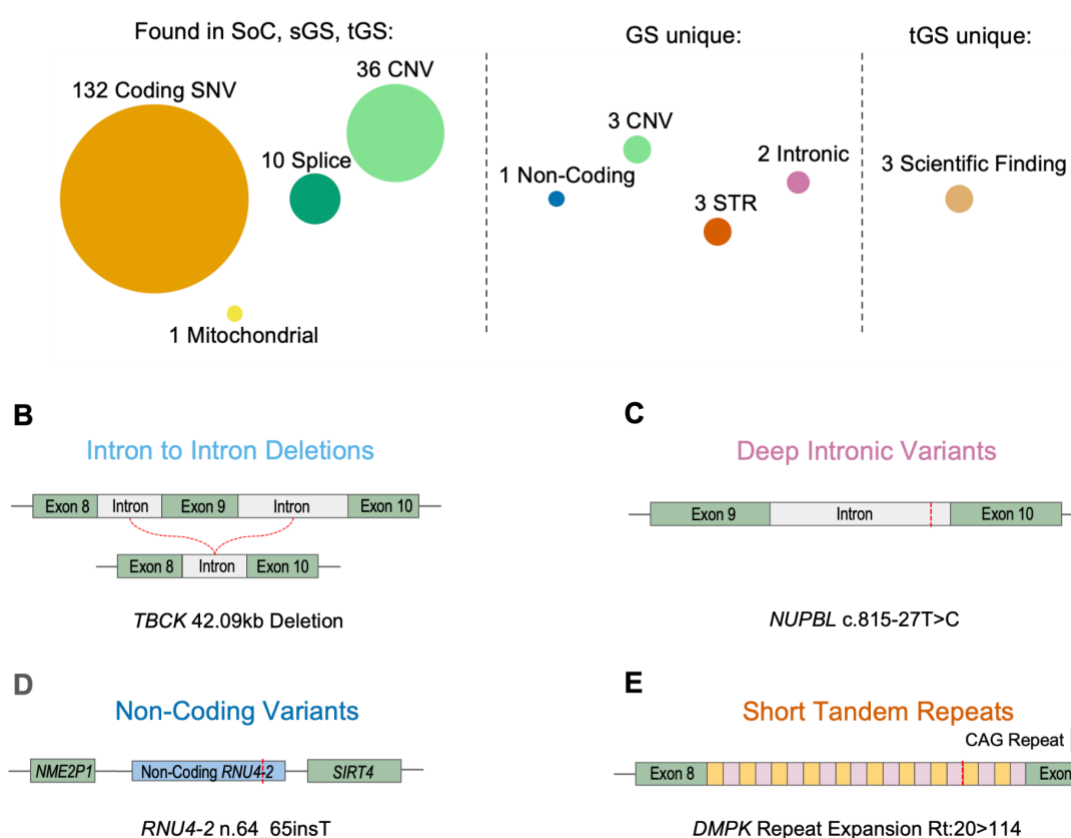 Found in SoC, sGS, tGS:
GS unique:
tGS unique:
132 Coding SNV
36 CNV
10 Splice
1 Mitochondrial
3 CNV
1 Non-Coding
2 Intronic
3 STR
3 Scientific Finding
B
Intron to Intron Deletions
Exon 8 Intron Exon 9 Intron Exon 10
Exon 8 Intron Exon 10
TBCK 42.09kb Deletion
C
Deep Intronic Variants
Exon 9 Intron Exon 10
NUPBL c.815-27T>C
D
Non-Coding Variants
NME2P1 Non-Coding RNU4-2 SIRT4
RNU4-2 n.64_65insT
E
Short Tandem Repeats
CAG Repeat
Exon 8 Exon
DMPK Repeat Expansion Rt:20>114